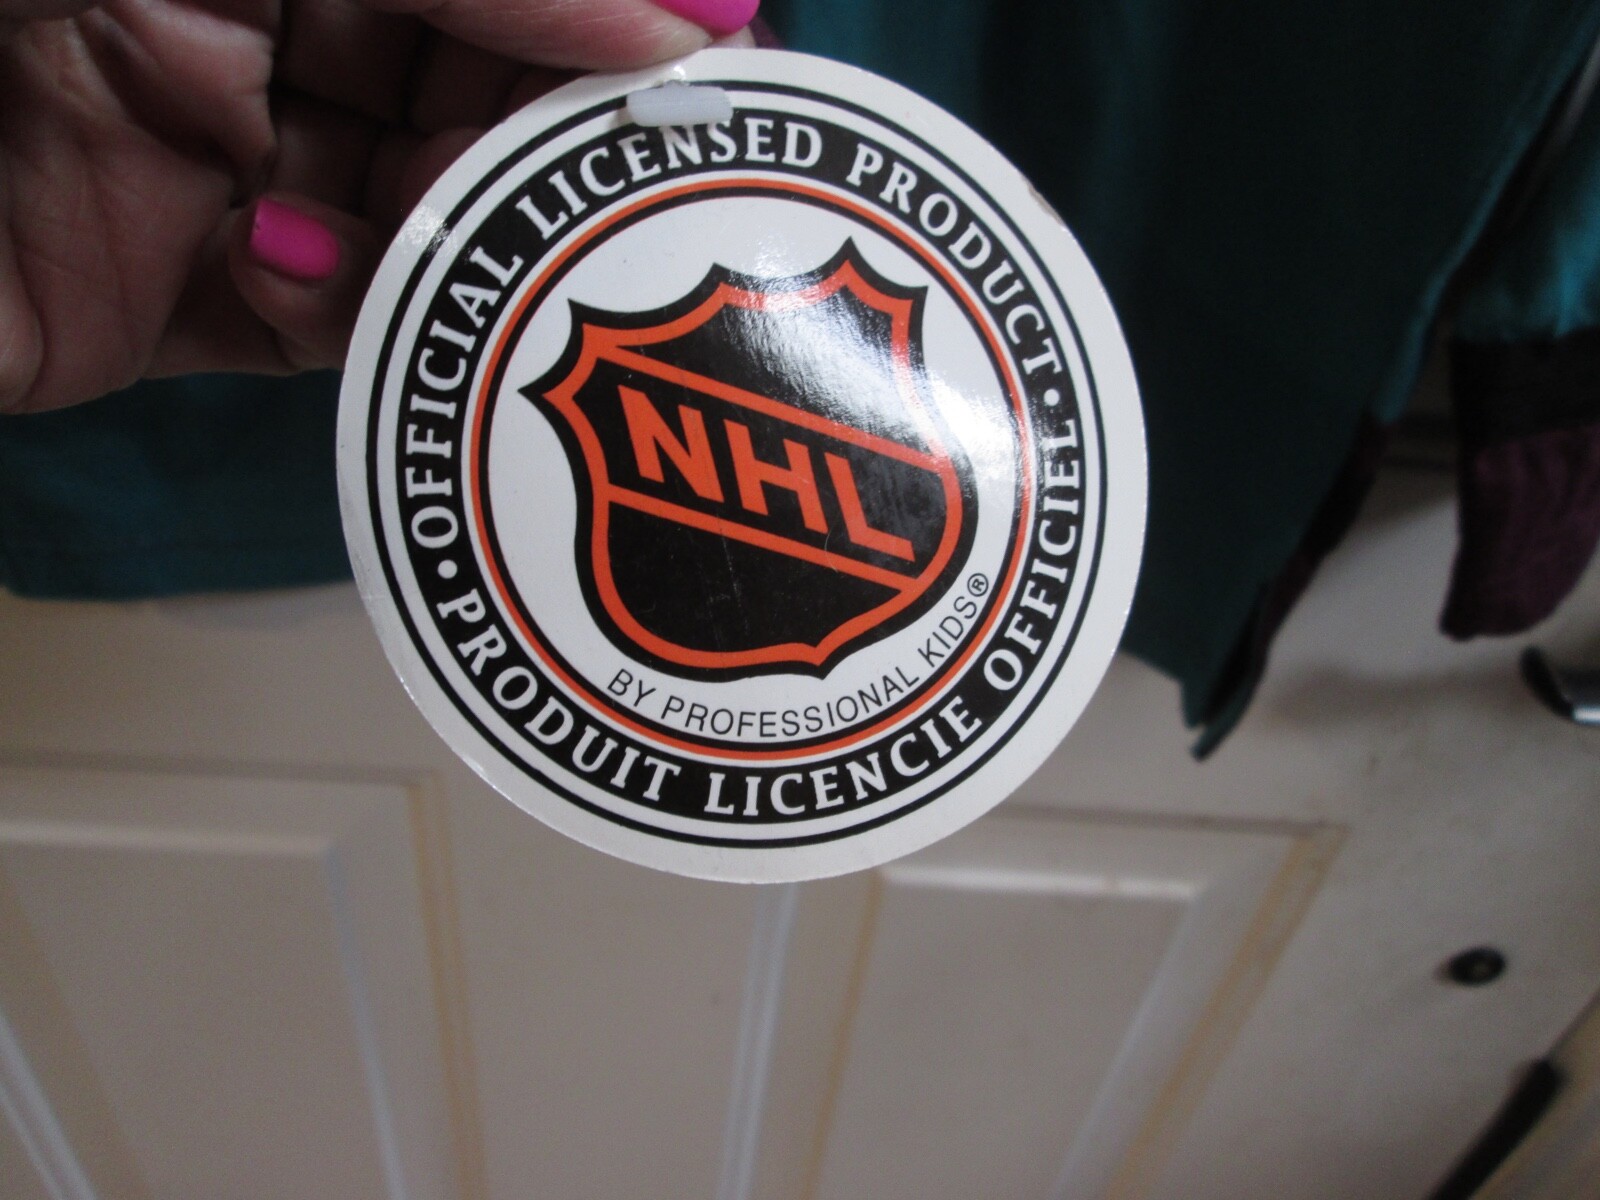 • OFFICIAL LICENSED PRODUCT •
NHL
BY PROFESSIONAL KIDS®
PRODUIT LICENCIE OFFICIEL